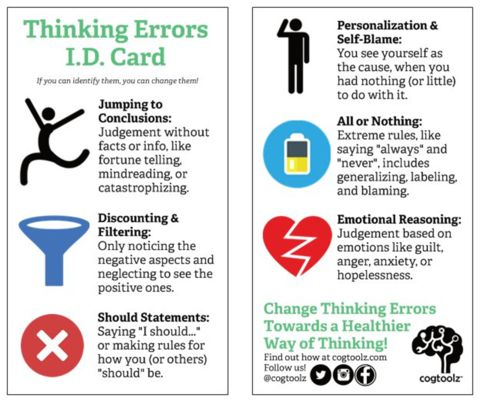 Thinking Errors
I.D. Card
If you can identify them, you can change them!
Jumping to
Conclusions:
Judgement without
facts or info, like
fortune telling,
mindreading, or
catastrophizing.
Discounting &
Filtering:
Only noticing the
negative aspects and
neglecting to see the
positive ones.
Should Statements:
Saying "I should..."
or making rules for
how you (or others)
"should" be.
Personalization &
Self-Blame:
You see yourself as
the cause, when you
had nothing (or little)
to do with it.
All or Nothing:
Extreme rules, like
saying "always" and
"never", includes
generalizing, labeling,
and blaming.
Emotional Reasoning:
Judgement based on
emotions like guilt,
anger, anxiety, or
hopelessness.
Change Thinking Errors
Towards a Healthier
Way of Thinking!
Find out how at cogtoolz.com
Follow us!
@cogtoolz
cogtoolz